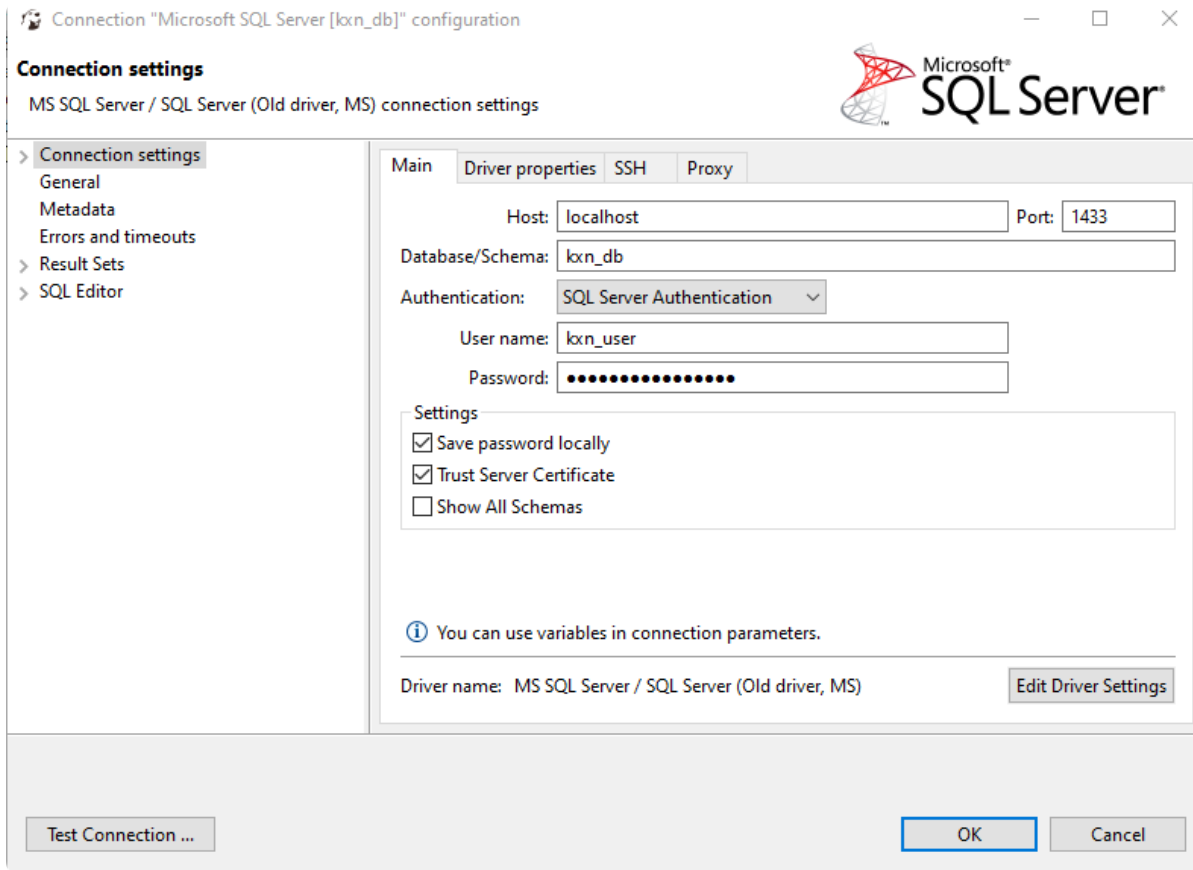 Connection "Microsoft SQL Server [kxn_db]" configuration
Connection settings
MS SQL Server / SQL Server (Old driver, MS) connection settings
Microsoft®
SQL Server®
Connection settings
General
Metadata
Errors and timeouts
Result Sets
SQL Editor
Main Driver properties SSH Proxy
Host: localhost Port: 1433
Database/Schema: kxn_db
Authentication: SQL Server Authentication
User name: kxn_user
Password: ••••••••••••••••
Settings
Save password locally
Trust Server Certificate
Show All Schemas
You can use variables in connection parameters.
Driver name: MS SQL Server / SQL Server (Old driver, MS) Edit Driver Settings
Test Connection ... OK Cancel